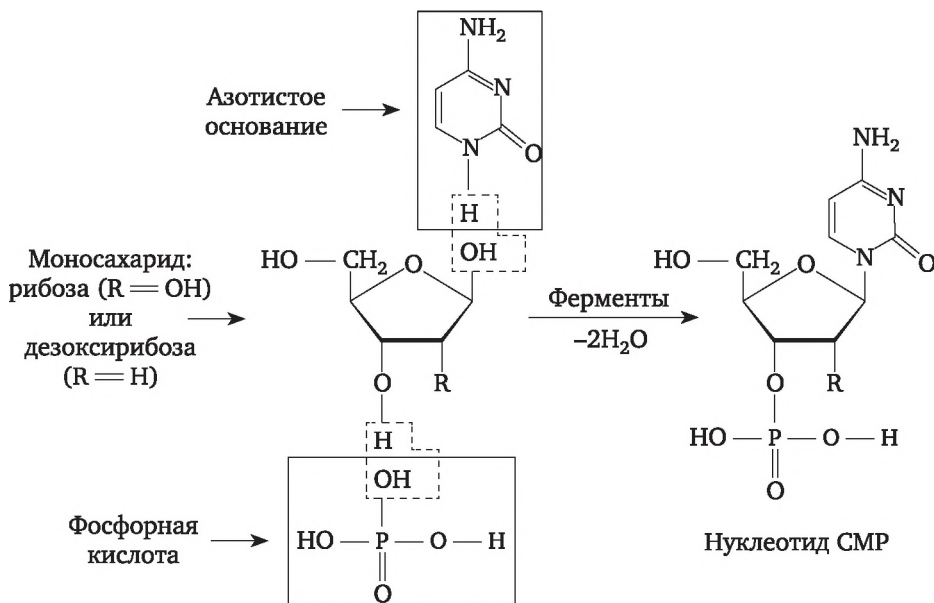 NH₂
N
N
O
H
Азотистое
основание
OH
HO—CH₂
O
Моносахарид:
рибоза (R═OH)
или
дезоксирибоза
(R═H)
O
R
H
Ферменты
–2H₂O
NH₂
N
N
O
HO—CH₂
O
O
R
HO—P—O—H
O
OH
Фосфорная
кислота
HO—P—O—H
O
Нуклеотид CMP